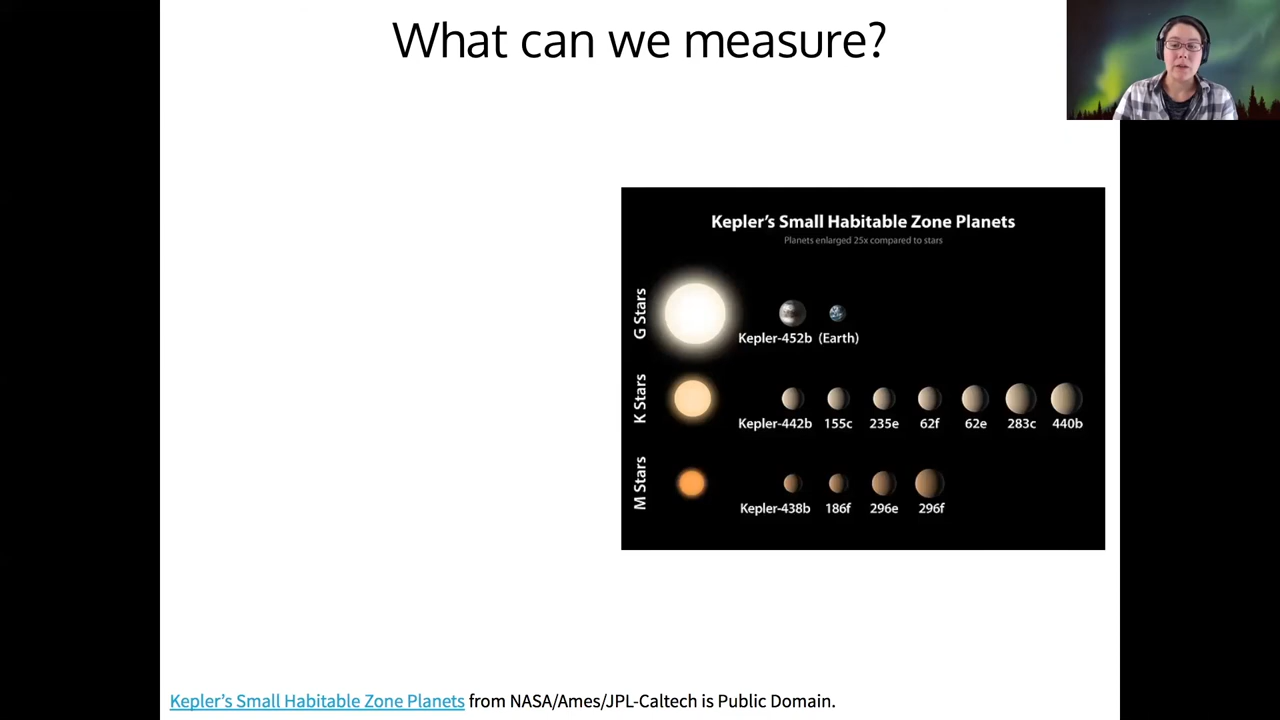 What can we measure?
Kepler's Small Habitable Zone Planets
Planets enlarged 25x compared to stars
G Stars
Kepler-452b (Earth)
K Stars
Kepler-442b 155c 235e 62f 62e 283c 440b
M Stars
Kepler-438b 186f 296e 296f
Kepler's Small Habitable Zone Planets from NASA/Ames/JPL-Caltech is Public Domain.